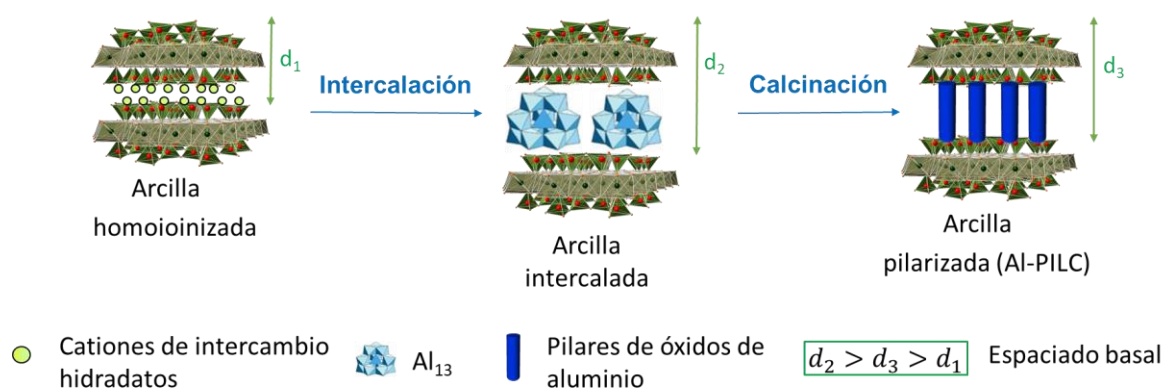 d₁
Intercalación
d₂
Calcinación
d₃
Arcilla
homoioinizada
Arcilla
intercalada
Arcilla
pilarizada (Al-PILC)
Cationes de intercambio
hidradatos
Al₁₃
Pilares de óxidos de
aluminio
d₂ > d₃ > d₁
Espaciado basal